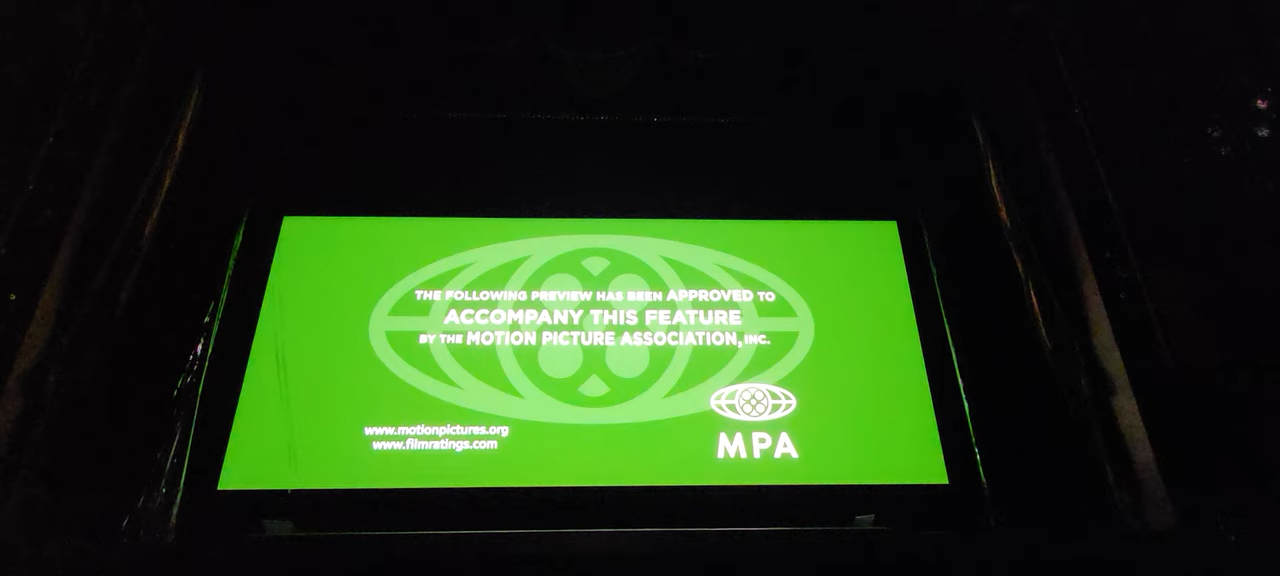 THE FOLLOWING PREVIEW HAS BEEN APPROVED TO
ACCOMPANY THIS FEATURE
BY THE MOTION PICTURE ASSOCIATION, INC.
www.motionpictures.org
www.filmratings.com
MPA